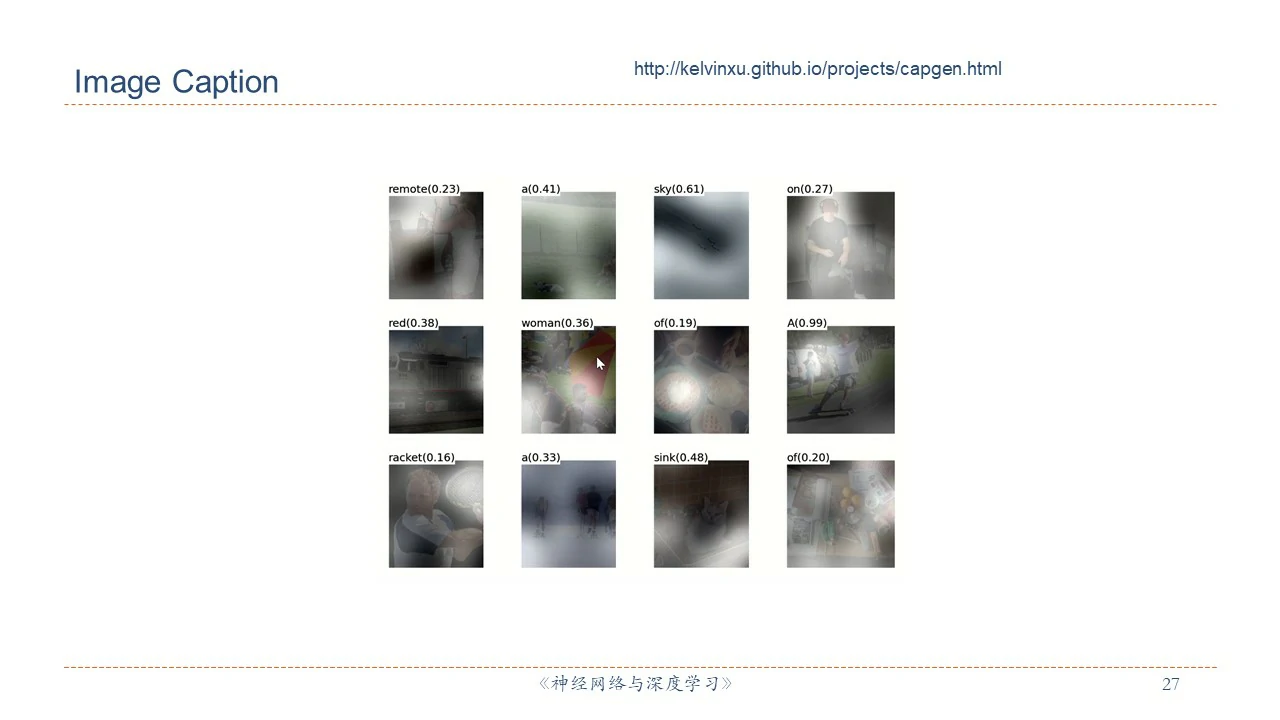 Image Caption
http://kelvinxu.github.io/projects/capgen.html
remote(0.23) a(0.41) sky(0.61) on(0.27)
red(0.38) woman(0.36) of(0.19) A(0.99)
racket(0.16) a(0.33) sink(0.48) of(0.20)
《神经网络与深度学习》 27